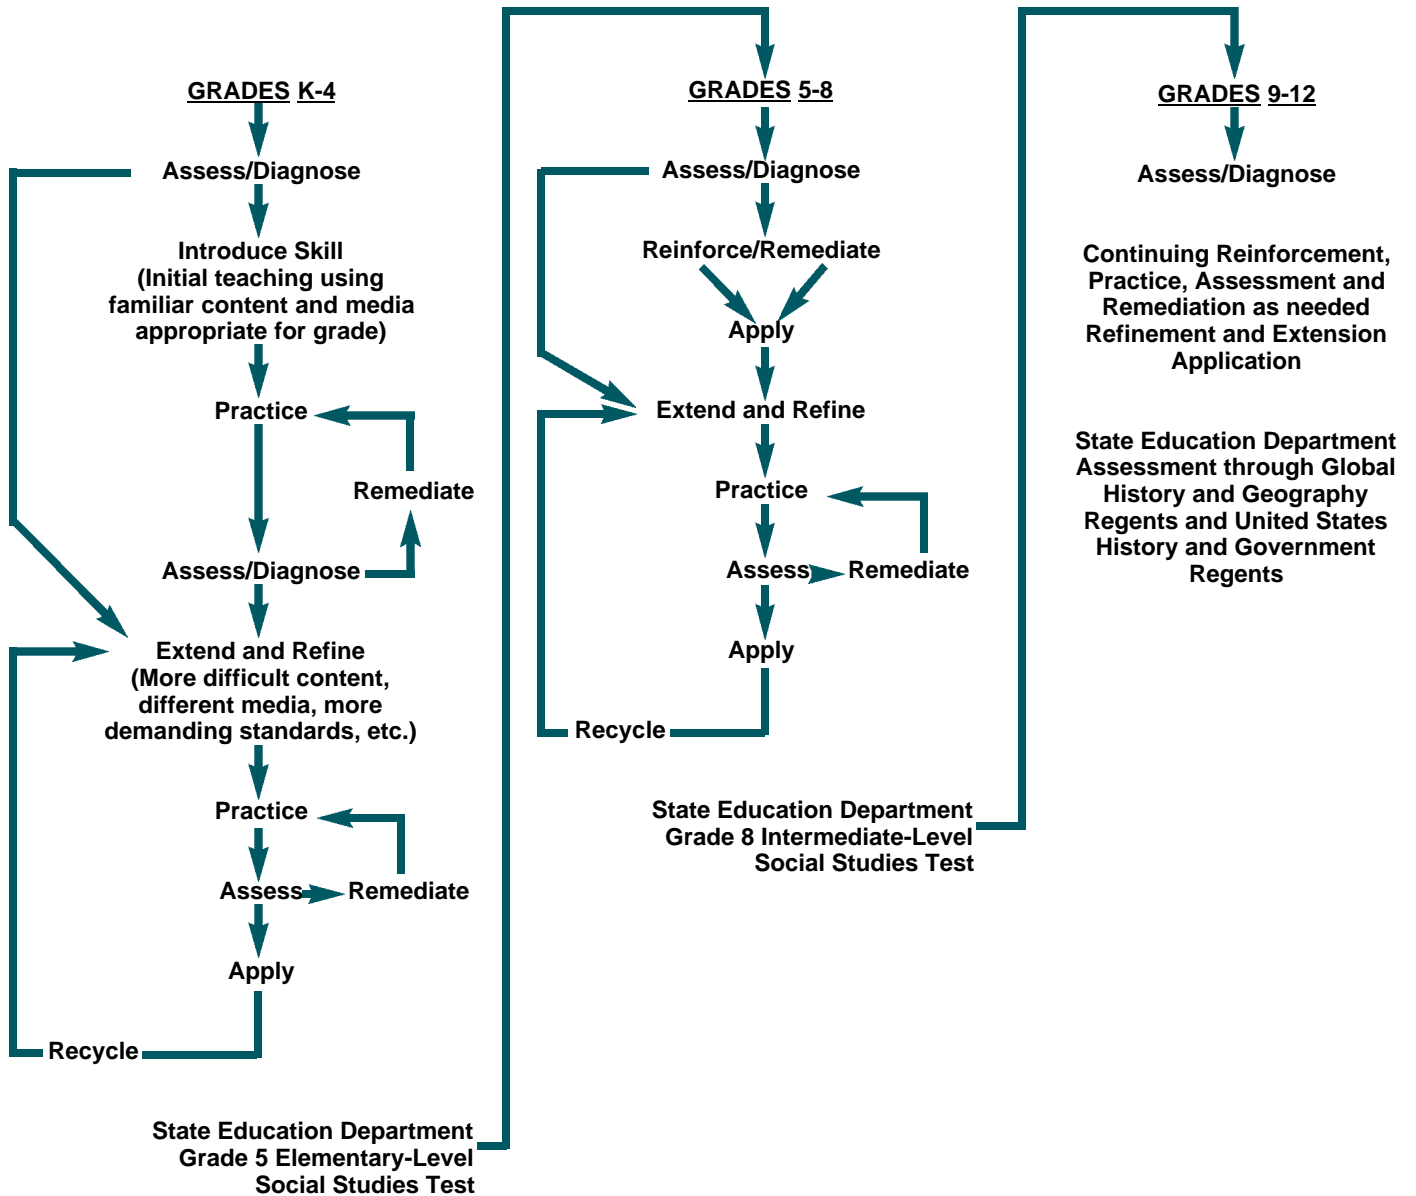 GRADES K-4
Assess/Diagnose
Introduce Skill
(Initial teaching using
familiar content and media
appropriate for grade)
Practice
Remediate
Assess/Diagnose
Extend and Refine
(More difficult content,
different media, more
demanding standards, etc.)
Practice
Assess
Remediate
Apply
Recycle
State Education Department
Grade 5 Elementary-Level
Social Studies Test
GRADES 5-8
Assess/Diagnose
Reinforce/Remediate
Apply
Extend and Refine
Practice
Assess
Remediate
Apply
Recycle
State Education Department
Grade 8 Intermediate-Level
Social Studies Test
GRADES 9-12
Assess/Diagnose
Continuing Reinforcement,
Practice, Assessment and
Remediation as needed
Refinement and Extension
Application
State Education Department
Assessment through Global
History and Geography
Regents and United States
History and Government
Regents